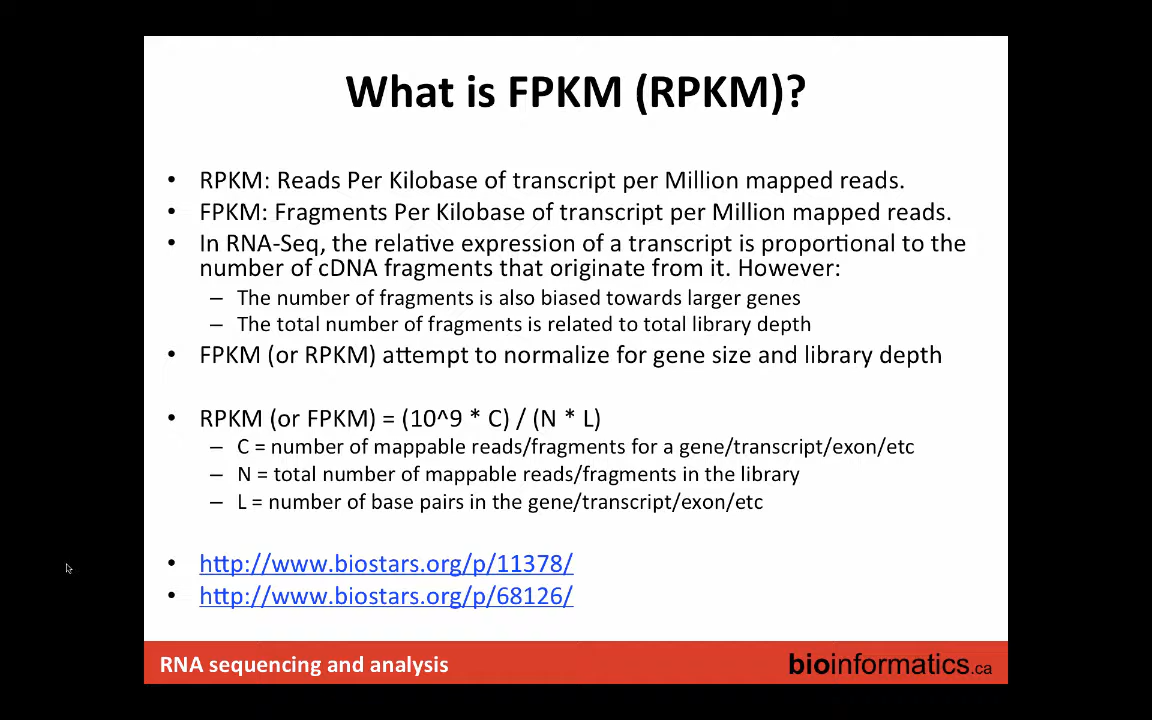 What is FPKM (RPKM)?
• RPKM: Reads Per Kilobase of transcript per Million mapped reads.
• FPKM: Fragments Per Kilobase of transcript per Million mapped reads.
• In RNA-Seq, the relative expression of a transcript is proportional to the
number of cDNA fragments that originate from it. However:
– The number of fragments is also biased towards larger genes
– The total number of fragments is related to total library depth
• FPKM (or RPKM) attempt to normalize for gene size and library depth
• RPKM (or FPKM) = (10^9 * C) / (N * L)
– C = number of mappable reads/fragments for a gene/transcript/exon/etc
– N = total number of mappable reads/fragments in the library
– L = number of base pairs in the gene/transcript/exon/etc
• http://www.biostars.org/p/11378/
• http://www.biostars.org/p/68126/
RNA sequencing and analysis
bioinformatics.ca